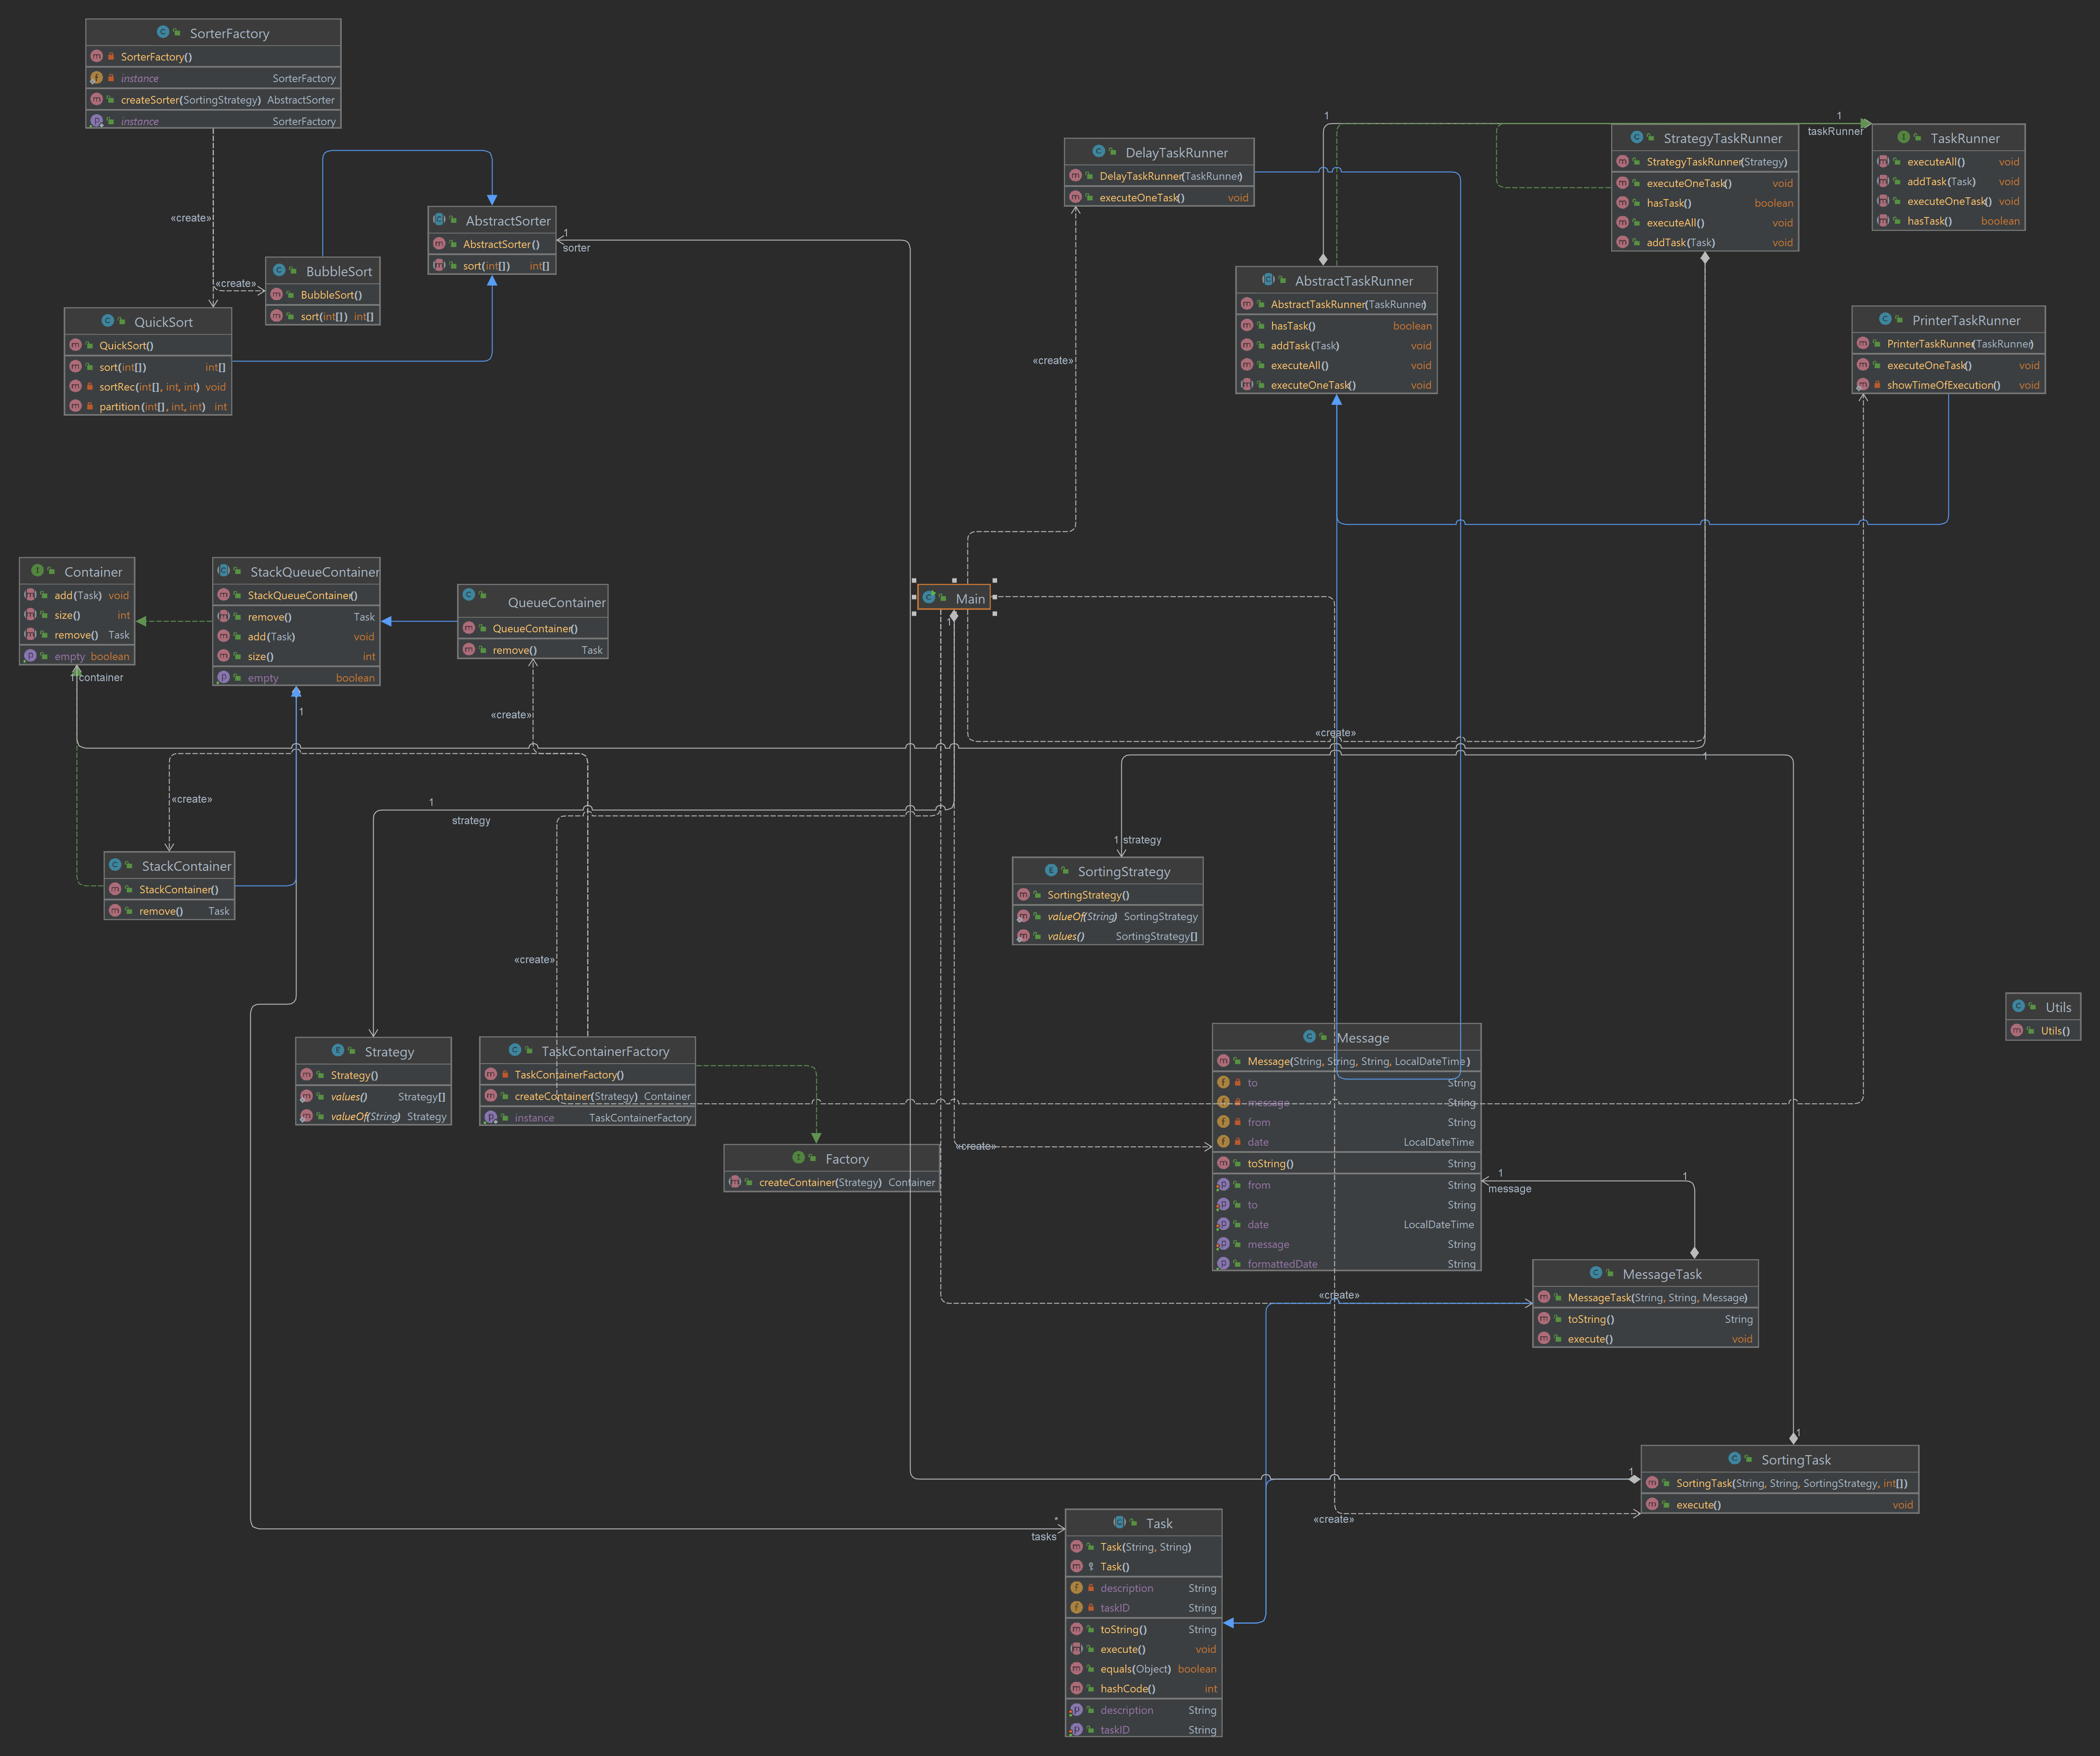 SorterFactory
SorterFactory()
instance SorterFactory
createSorter(SortingStrategy) AbstractSorter
instance SorterFactory
«create»
«create»
BubbleSort
BubbleSort()
sort(int[]) int[]
QuickSort
QuickSort()
sort(int[]) int[]
sortRec(int[], int, int) void
partition(int[], int, int) int
AbstractSorter
AbstractSorter()
sort(int[]) int[]
1
sorter
DelayTaskRunner
DelayTaskRunner(TaskRunner)
executeOneTask() void
«create»
1
1
taskRunner
StrategyTaskRunner
StrategyTaskRunner(Strategy)
executeOneTask() void
hasTask() boolean
executeAll() void
addTask(Task) void
TaskRunner
executeAll() void
addTask(Task) void
executeOneTask() void
hasTask() boolean
AbstractTaskRunner
AbstractTaskRunner(TaskRunner)
hasTask() boolean
addTask(Task) void
executeAll() void
executeOneTask() void
PrinterTaskRunner
PrinterTaskRunner(TaskRunner)
executeOneTask() void
showTimeOfExecution() void
Container
add(Task) void
size() int
remove() Task
empty boolean
1 container
StackQueueContainer
StackQueueContainer()
remove() Task
add(Task) void
size() int
empty boolean
1
QueueContainer
QueueContainer()
remove() Task
«create»
Main
1
«create»
1
«create»
StackContainer
StackContainer()
remove() Task
1
strategy
1 strategy
SortingStrategy
SortingStrategy()
valueOf(String) SortingStrategy
values() SortingStrategy[]
«create»
Strategy
Strategy()
values() Strategy[]
valueOf(String) Strategy
TaskContainerFactory
TaskContainerFactory()
createContainer(Strategy) Container
instance TaskContainerFactory
Factory
createContainer(Strategy) Container
«create»
Message
Message(String, String, String, LocalDateTime)
to String
message String
from String
date LocalDateTime
toString() String
from String
to String
date LocalDateTime
message String
formattedDate String
Utils
Utils()
1
message
1
MessageTask
MessageTask(String, String, Message)
toString() String
execute() void
«create»
1
1
SortingTask
SortingTask(String, String, SortingStrategy, int[])
execute() void
«create»
*
tasks
Task
Task(String, String)
Task()
description String
taskID String
toString() String
execute() void
equals(Object) boolean
hashCode() int
description String
taskID String